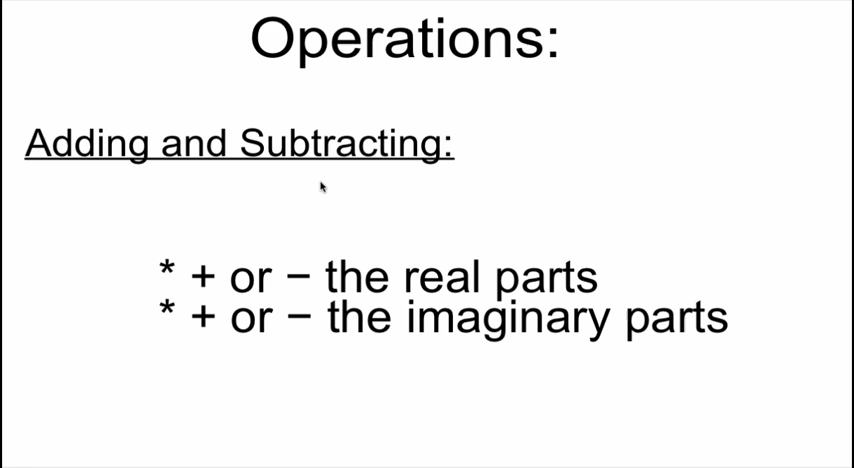 Operations:
Adding and Subtracting:
* + or − the real parts
* + or − the imaginary parts